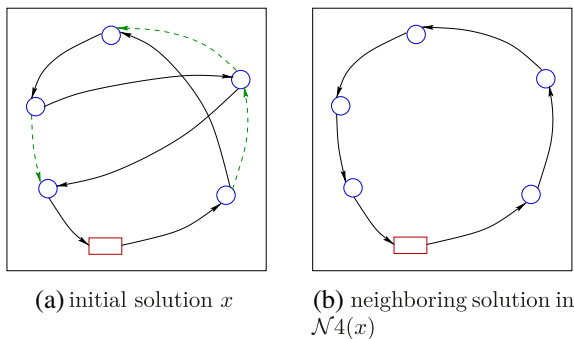 (a) initial solution x
(b) neighboring solution in
𝒩4(x)